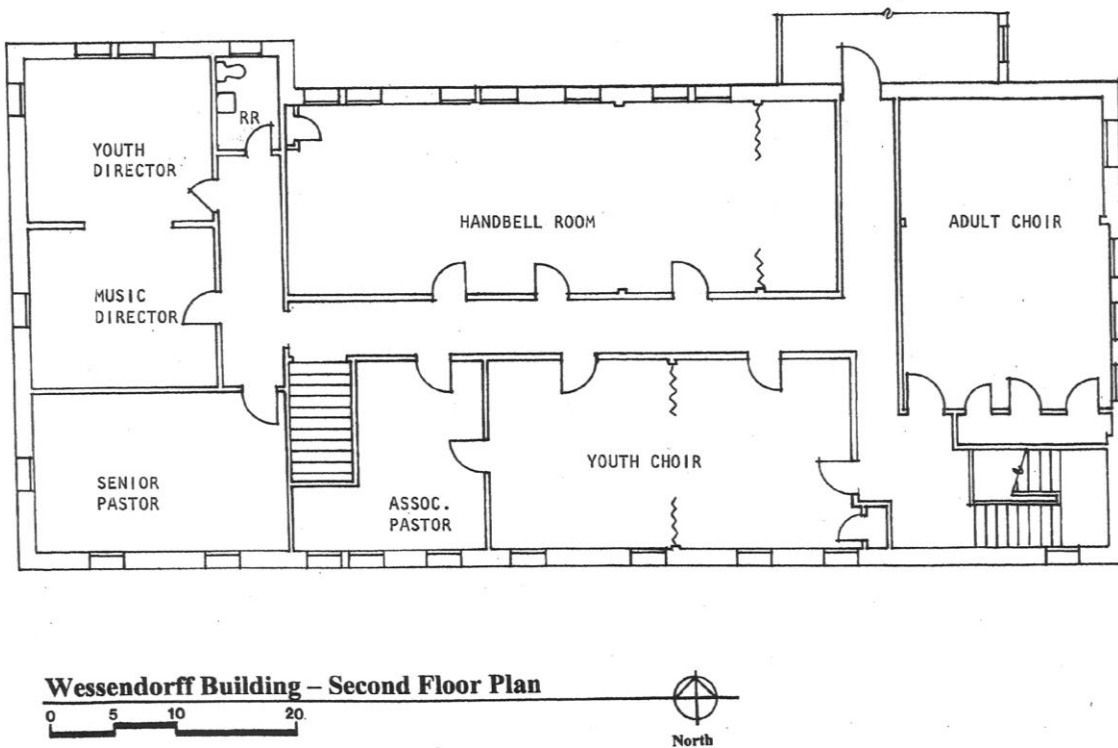 RR
YOUTH
DIRECTOR
HANDBELL ROOM
ADULT CHOIR
MUSIC
DIRECTOR
YOUTH CHOIR
SENIOR
PASTOR
ASSOC.
PASTOR
Wessendorff Building – Second Floor Plan
0 5 10 20
North